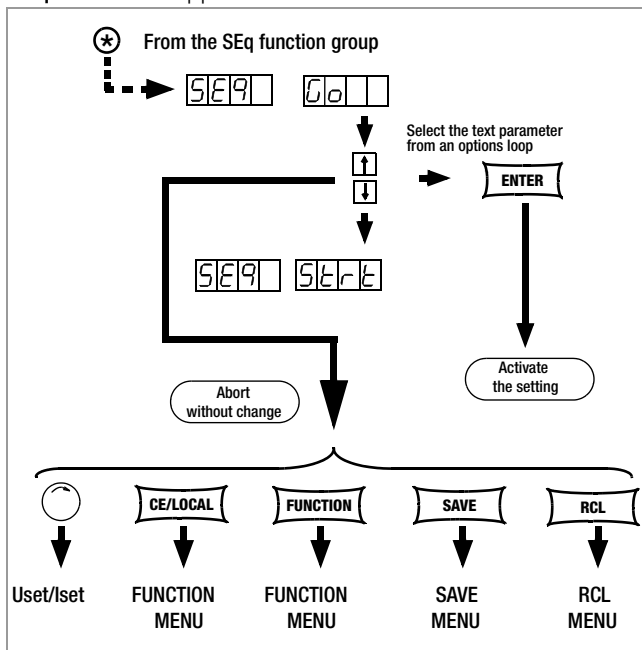 From the SEq function group
SEq Go
Select the text parameter
from an options loop
ENTER
SEq Strt
Activate
the setting
Abort
without change
CE/LOCAL FUNCTION SAVE RCL
Uset/Iset FUNCTION FUNCTION SAVE RCL
MENU MENU MENU MENU